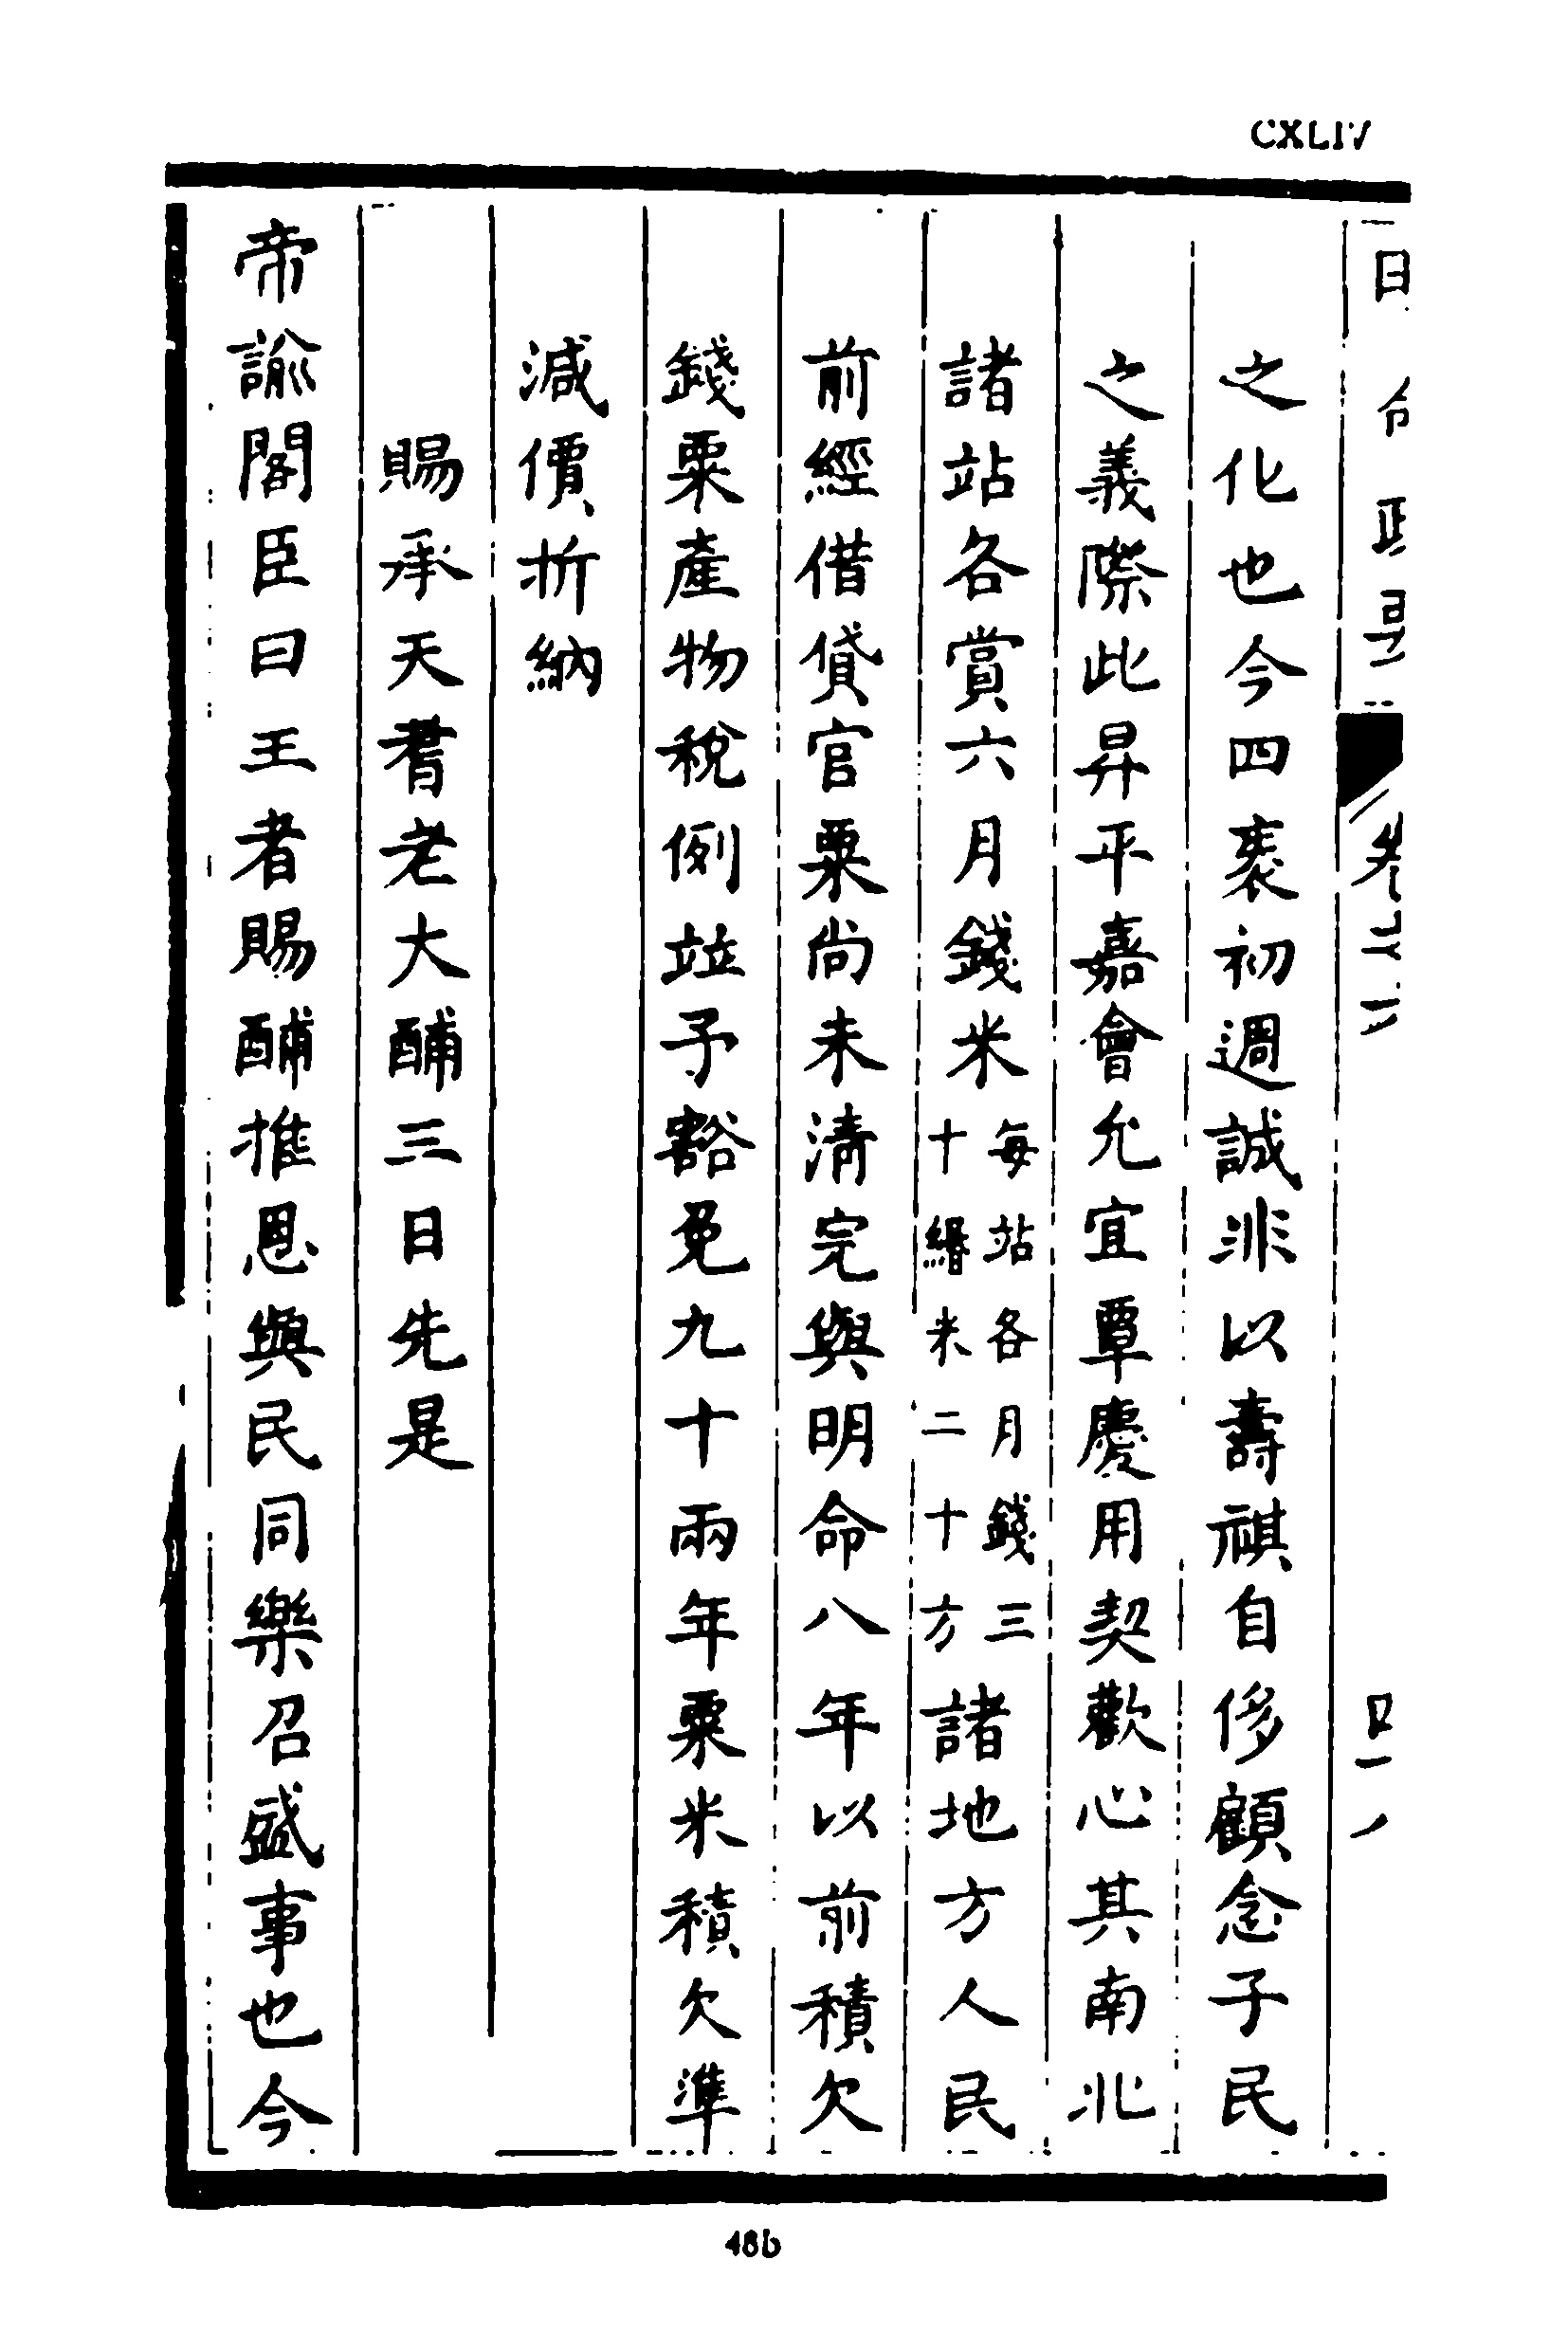 CXLIV
之化也今四袠初週誠非以壽祺自侈顧念子民
之義際此昇平嘉會允宜覃慶用契歡心其南北
諸站各賞六月錢米每站各月錢三十緡米二十方諸地方人民
前經借貸官粟尚未清完與明命八年以前積欠
錢粟產物稅例竝予豁免九十兩年粟米積欠準
減價折納
賜承天耆老大酺三日先是
帝諭閣臣曰王者賜酺推恩與民同樂召盛事也今
48b